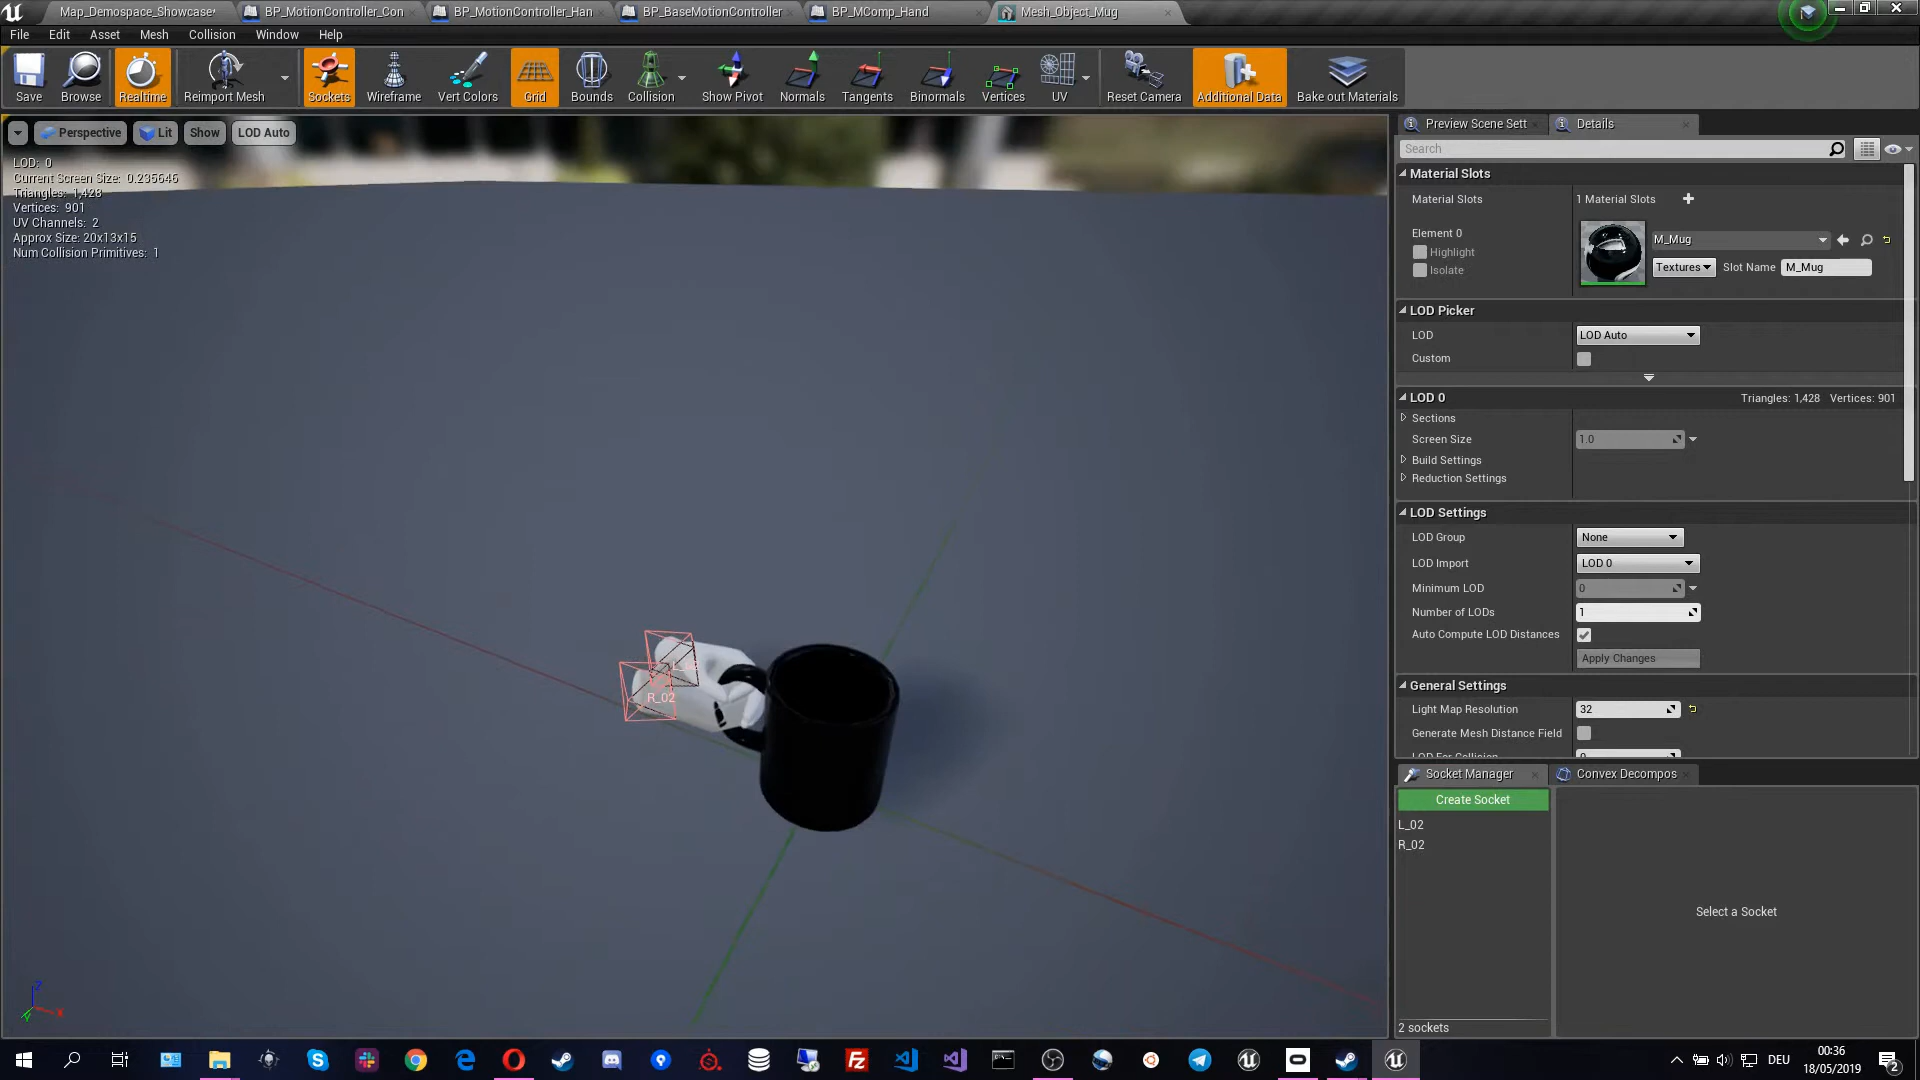 Map_Demospace_Showcase*
BP_MotionController_Con
BP_MotionController_Han
BP_BaseMotionController
BP_MComp_Hand
Mesh_Object_Mug
File Edit Asset Mesh Collision Window Help
Save Browse Realtime Reimport Mesh Sockets Wireframe Vert Colors Grid Bounds Collision Show Pivot Normals Tangents Binormals Vertices UV Reset Camera Additional Data Bake out Materials
Perspective Lit Show LOD Auto
LOD: 0
Current Screen Size: 0.235646
Triangles: 1,428
Vertices: 901
UV Channels: 2
Approx Size: 20x13x15
Num Collision Primitives: 1
R_02
Z
X
Y
Preview Scene Sett Details
Search
Material Slots
Material Slots 1 Material Slots
Element 0
Highlight
Isolate
M_Mug
Textures Slot Name M_Mug
LOD Picker
LOD LOD Auto
Custom
LOD 0 Triangles: 1,428 Vertices: 901
Sections
Screen Size 1.0
Build Settings
Reduction Settings
LOD Settings
LOD Group None
LOD Import LOD 0
Minimum LOD 0
Number of LODs 1
Auto Compute LOD Distances
Apply Changes
General Settings
Light Map Resolution 32
Generate Mesh Distance Field
LOD For Collision 0
Socket Manager Convex Decompos
Create Socket
L_02
R_02
Select a Socket
2 sockets
DEU
00:36
18/05/2019
2